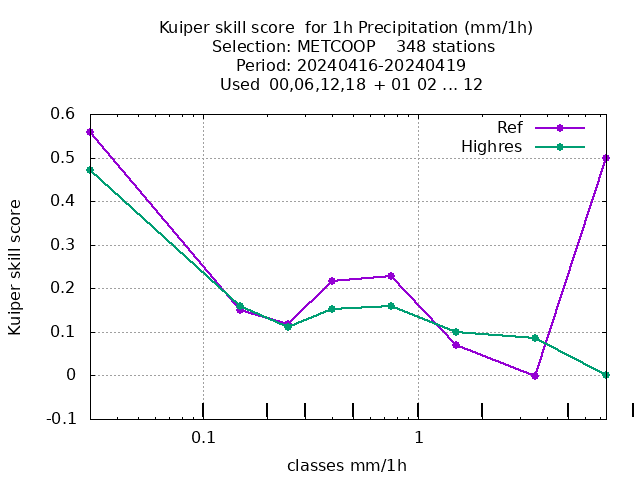 Kuiper skill score  for 1h Precipitation (mm/1h)
Selection: METCOOP    348 stations
Period: 20240416-20240419
Used  00,06,12,18  + 01 02 ... 12
Ref
Highres
0.6
0.5
0.4
0.3
0.2
0.1
0
-0.1
Kuiper skill score
0.1
1
classes mm/1h